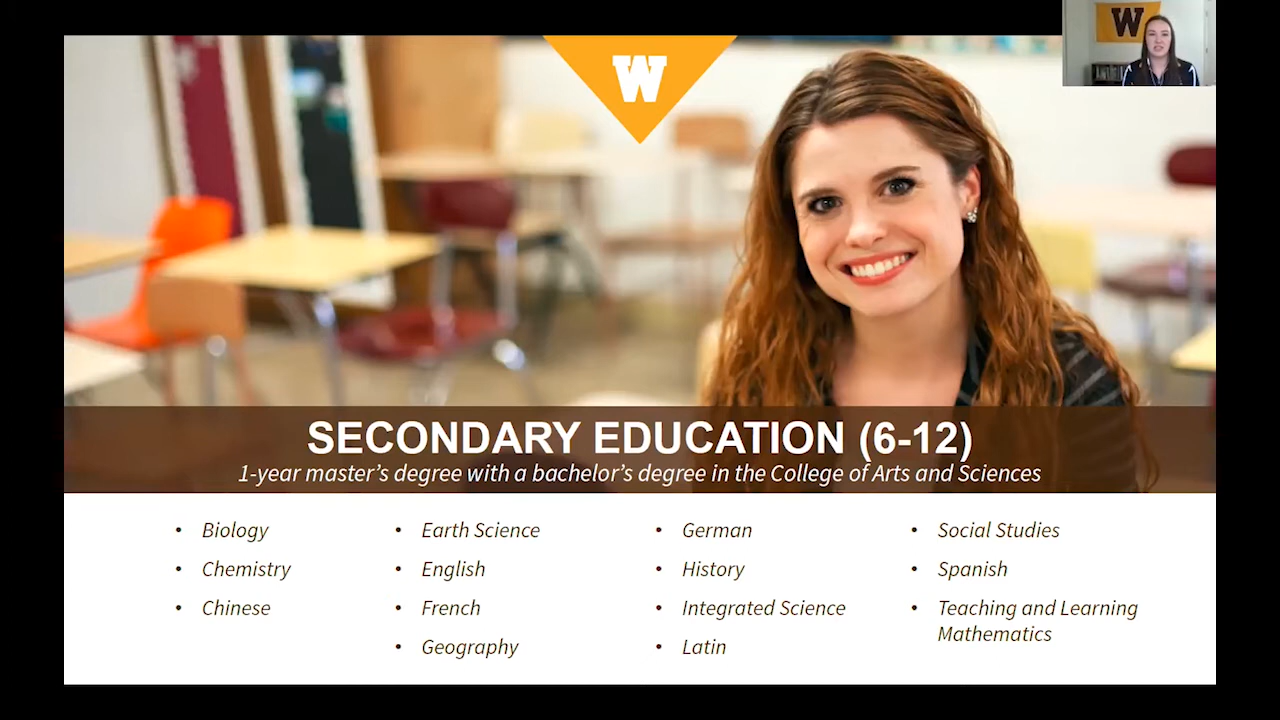 W
W
SECONDARY EDUCATION (6-12)
1-year master's degree with a bachelor's degree in the College of Arts and Sciences
• Biology
• Chemistry
• Chinese
• Earth Science
• English
• French
• Geography
• German
• History
• Integrated Science
• Latin
• Social Studies
• Spanish
• Teaching and Learning
Mathematics